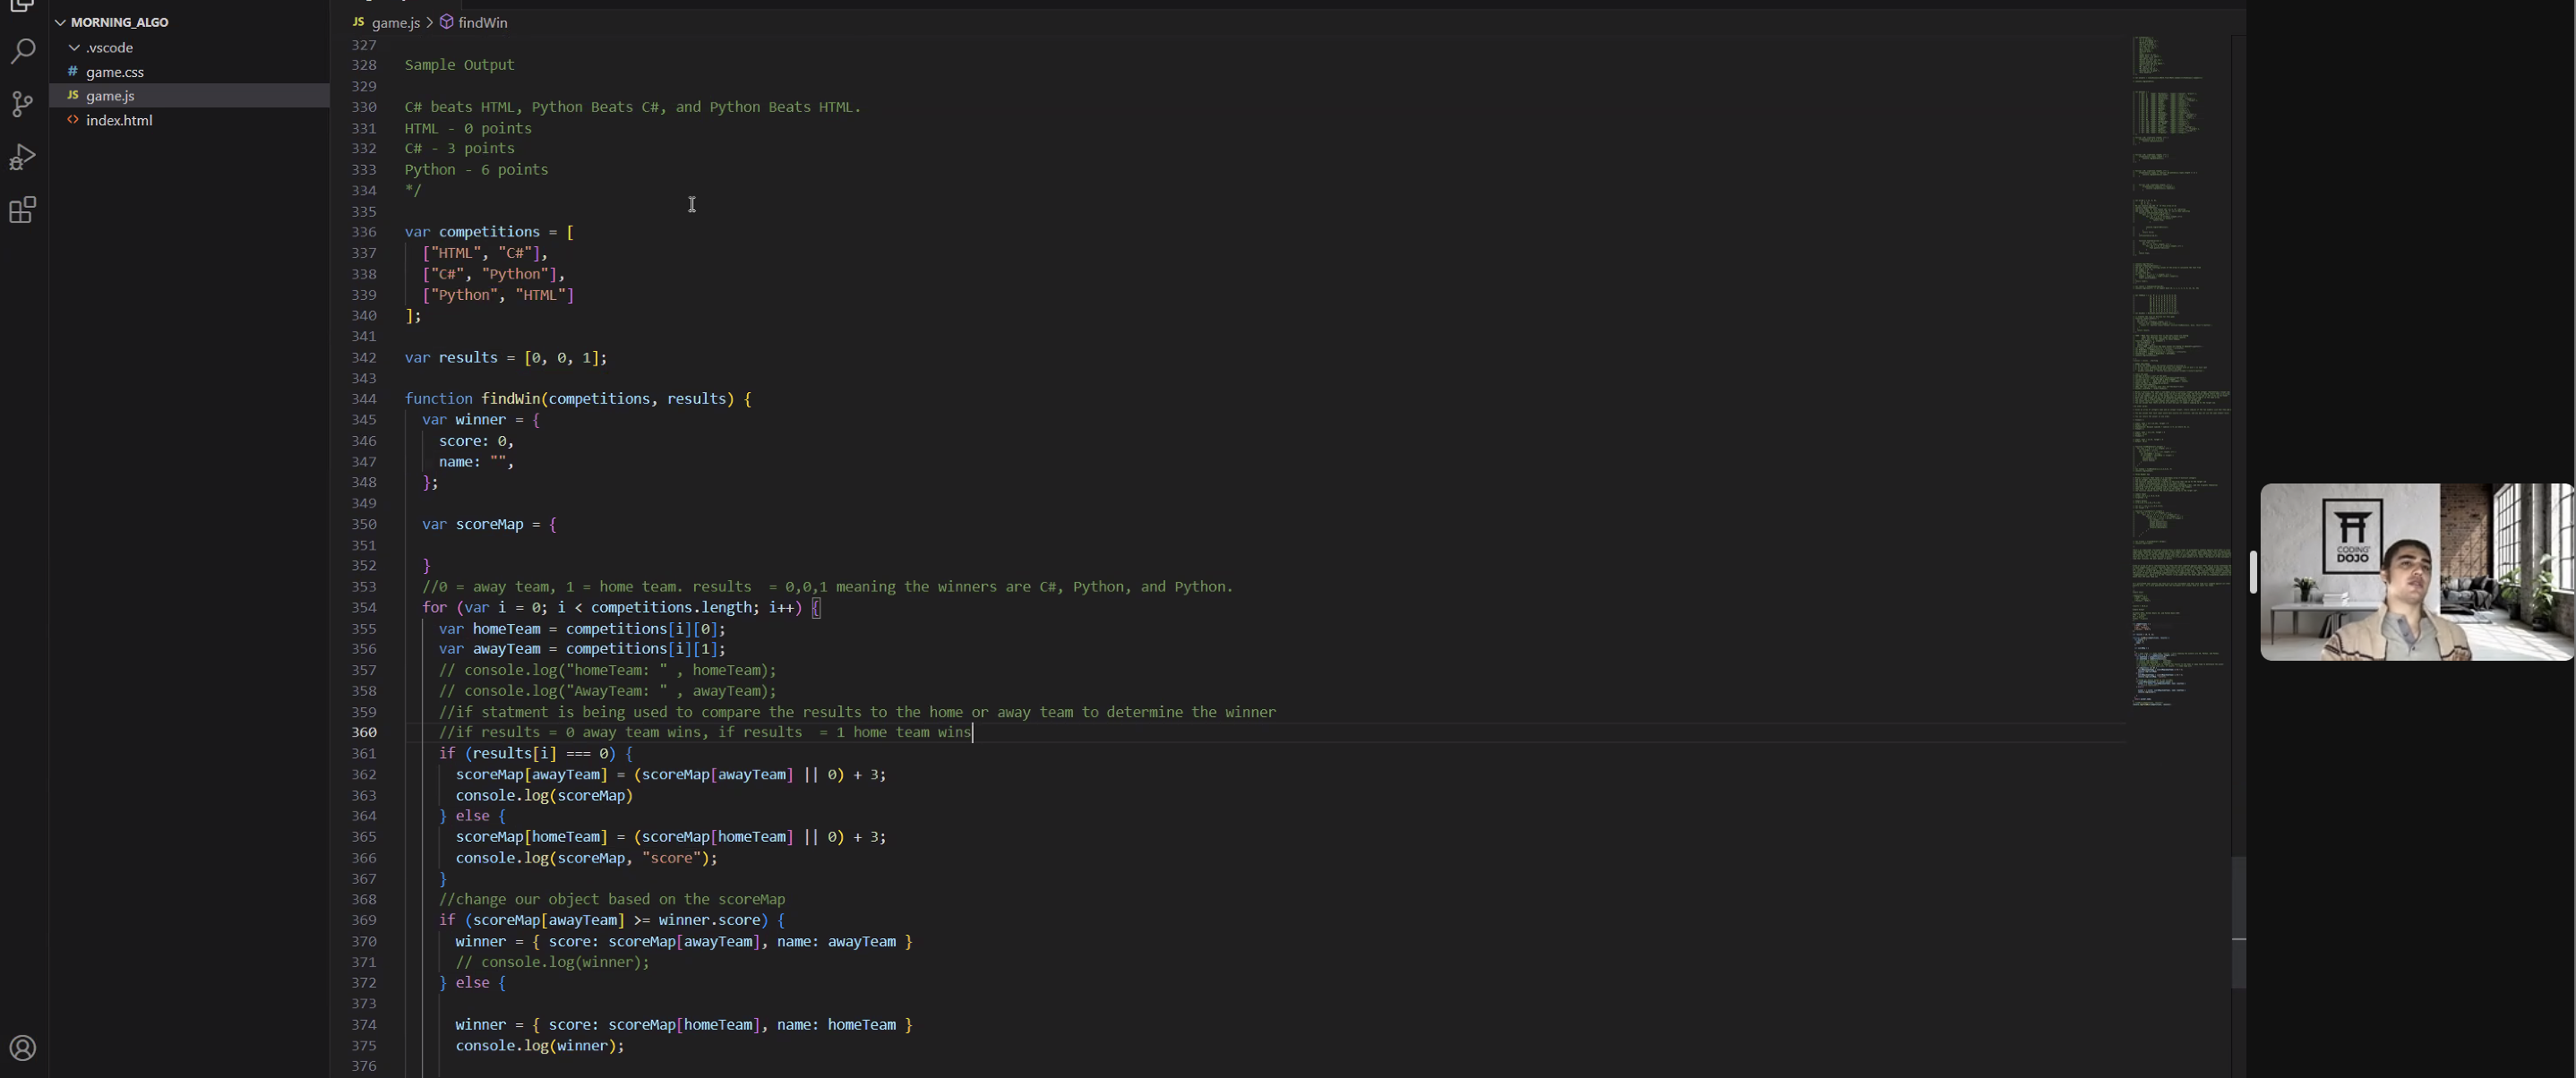 MORNING_ALGO
.vscode
# game.css
JS game.js
<> index.html
JS game.js > findWin
327
328 Sample Output
329
330 C# beats HTML, Python Beats C#, and Python Beats HTML.
331 HTML - 0 points
332 C# - 3 points
333 Python - 6 points
334 */
335
336 var competitions = [
337 ["HTML", "C#"],
338 ["C#", "Python"],
339 ["Python", "HTML"]
340 ];
341
342 var results = [0, 0, 1];
343
344 function findWin(competitions, results) {
345 var winner = {
346 score: 0,
347 name: "",
348 };
349
350 var scoreMap = {
351
352 }
353 //0 = away team, 1 = home team. results  = 0,0,1 meaning the winners are C#, Python, and Python.
354 for (var i = 0; i < competitions.length; i++) {
355 var homeTeam = competitions[i][0];
356 var awayTeam = competitions[i][1];
357 // console.log("homeTeam: " , homeTeam);
358 // console.log("AwayTeam: " , awayTeam);
359 //if statment is being used to compare the results to the home or away team to determine the winner
360 //if results = 0 away team wins, if results  = 1 home team wins
361 if (results[i] === 0) {
362 scoreMap[awayTeam] = (scoreMap[awayTeam] || 0) + 3;
363 console.log(scoreMap)
364 } else {
365 scoreMap[homeTeam] = (scoreMap[homeTeam] || 0) + 3;
366 console.log(scoreMap, "score");
367 }
368 //change our object based on the scoreMap
369 if (scoreMap[awayTeam] >= winner.score) {
370 winner = { score: scoreMap[awayTeam], name: awayTeam }
371 // console.log(winner);
372 } else {
373
374 winner = { score: scoreMap[homeTeam], name: homeTeam }
375 console.log(winner);
376
CODING
DOJO